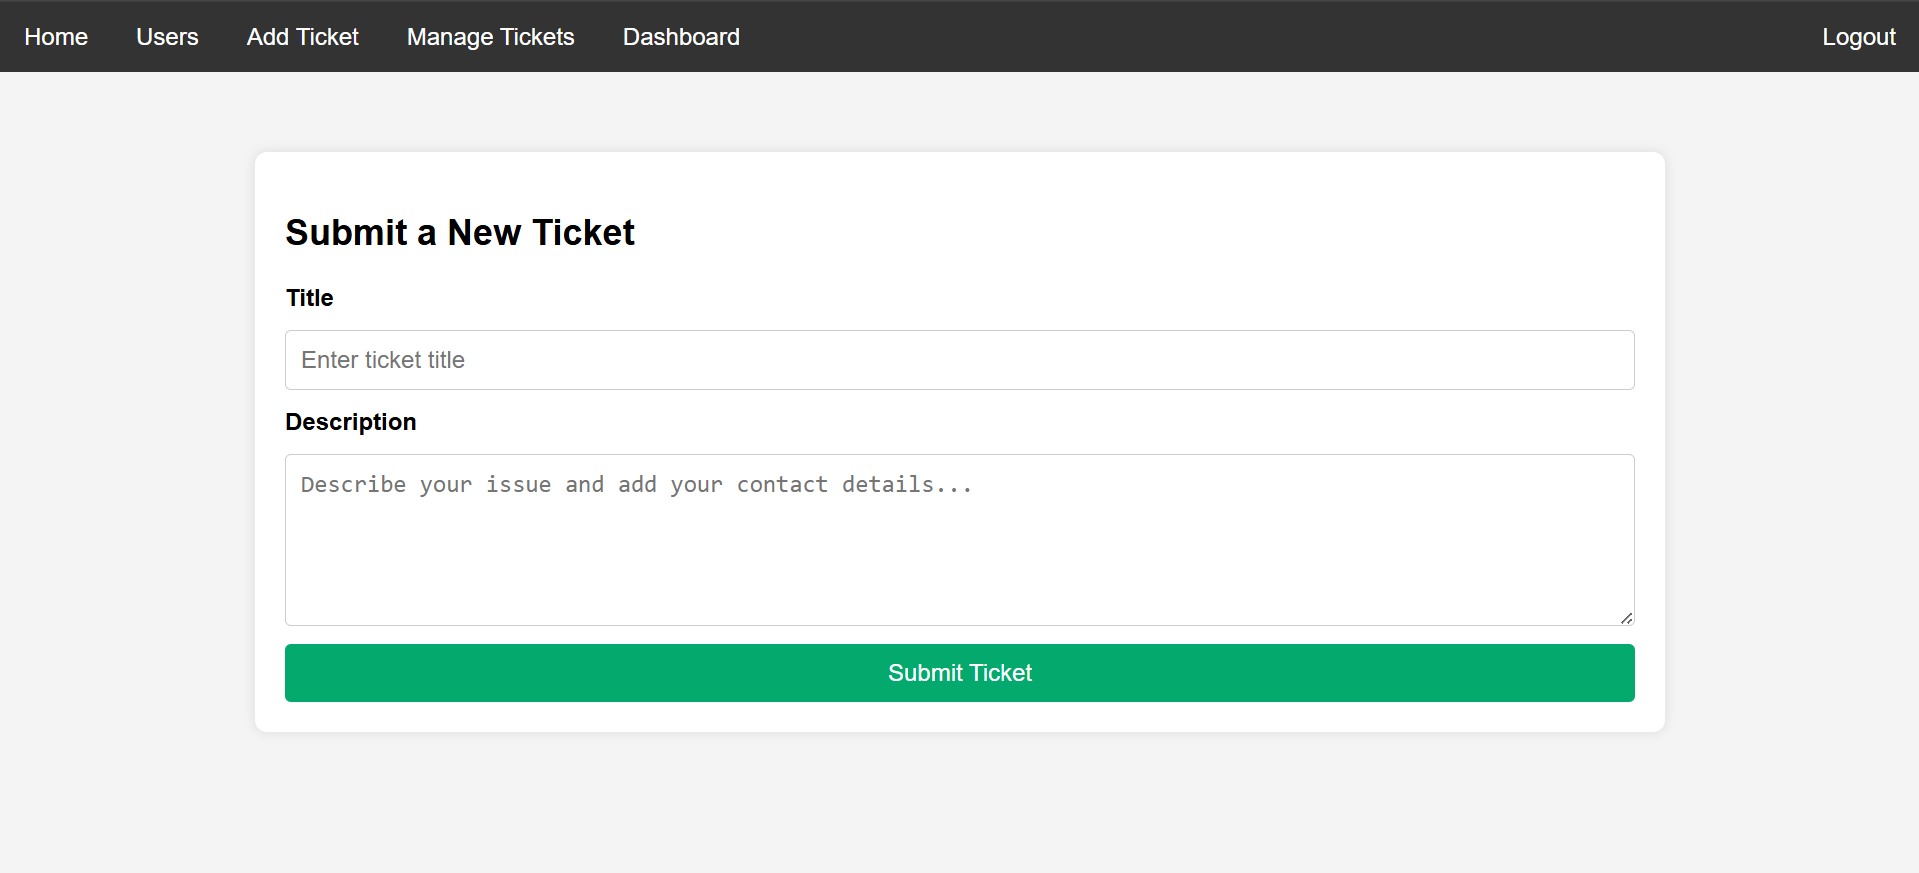 Home Users Add Ticket Manage Tickets Dashboard Logout
Submit a New Ticket
Title
Enter ticket title
Description
Describe your issue and add your contact details...
Submit Ticket